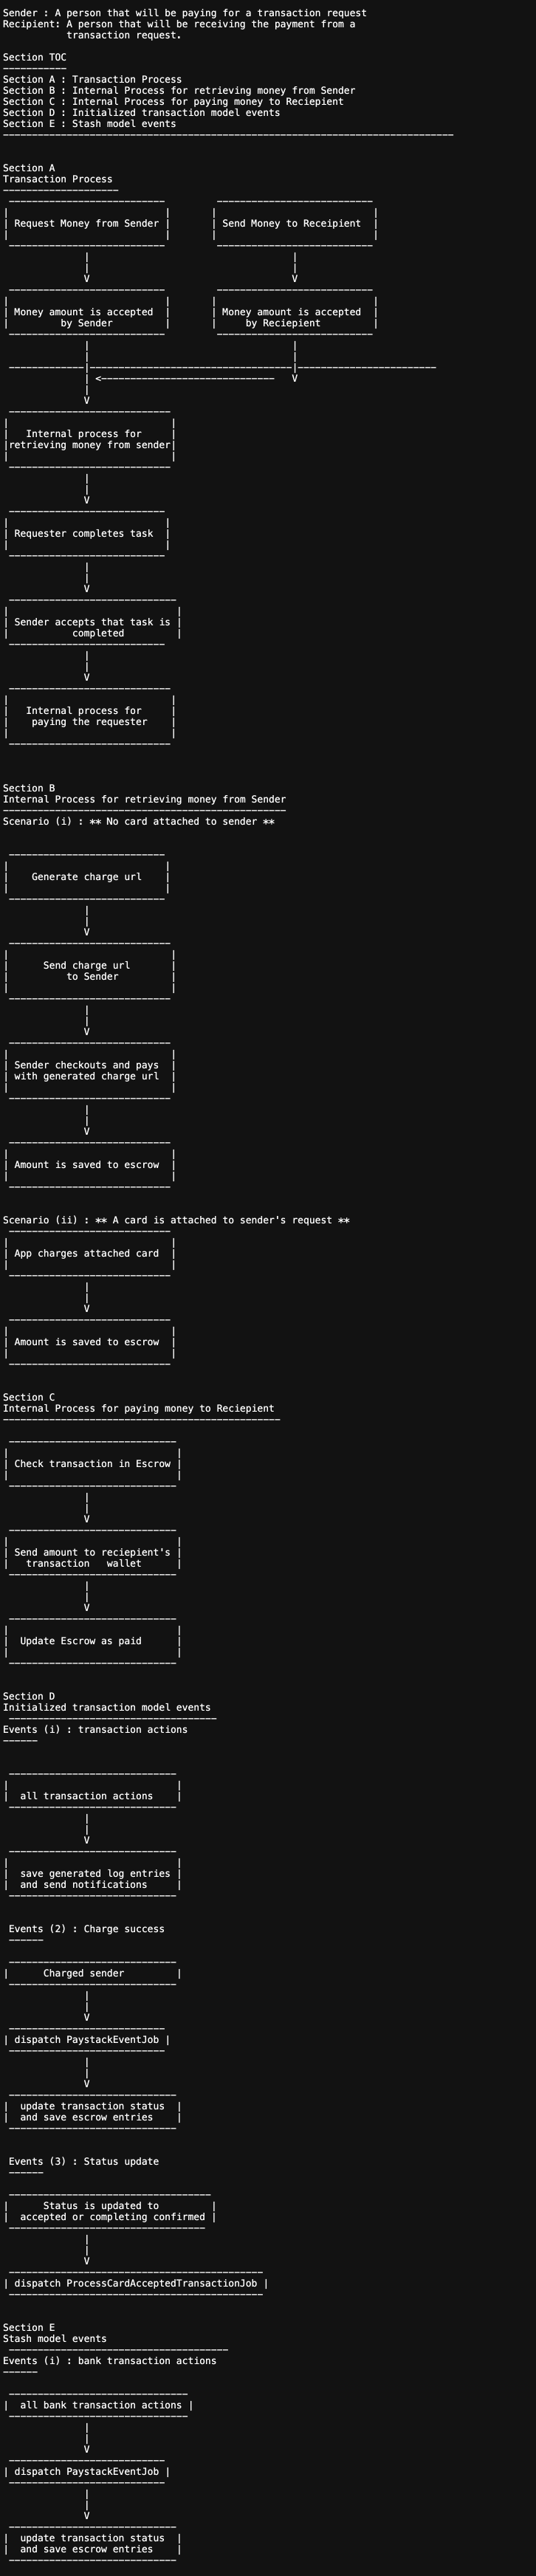 Sender : A person that will be paying for a transaction request
Recipient: A person that will be receiving the payment from a
transaction request.
Section TOC
-----------
Section A : Transaction Process
Section B : Internal Process for retrieving money from Sender
Section C : Internal Process for paying money to Reciepient
Section D : Initialized transaction model events
Section E : Stash model events
Section A
Transaction Process
Request Money from Sender | Send Money to Receipient
Money amount is accepted | Money amount is accepted
by Sender | by Reciepient
Internal process for
retrieving money from sender
Requester completes task
Sender accepts that task is
completed
Internal process for
paying the requester
Section B
Internal Process for retrieving money from Sender
Scenario (i) : ** No card attached to sender **
Generate charge url
Send charge url
to Sender
Sender checkouts and pays
with generated charge url
Amount is saved to escrow
Scenario (ii) : ** A card is attached to sender's request **
App charges attached card
Amount is saved to escrow
Section C
Internal Process for paying money to Reciepient
Check transaction in Escrow
Send amount to reciepient's
transaction   wallet
Update Escrow as paid
Section D
Initialized transaction model events
Events (i) : transaction actions
all transaction actions
save generated log entries
and send notifications
Events (2) : Charge success
Charged sender
dispatch PaystackEventJob
update transaction status
and save escrow entries
Events (3) : Status update
Status is updated to
accepted or completing confirmed
dispatch ProcessCardAcceptedTransactionJob
Section E
Stash model events
Events (i) : bank transaction actions
all bank transaction actions
dispatch PaystackEventJob
update transaction status
and save escrow entries